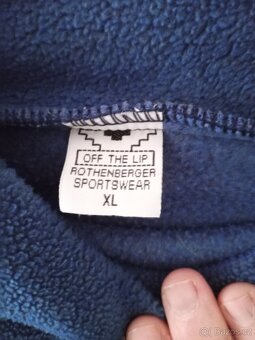 OFF THE LIP
ROTHENBERGER
SPORTSWEAR
XL